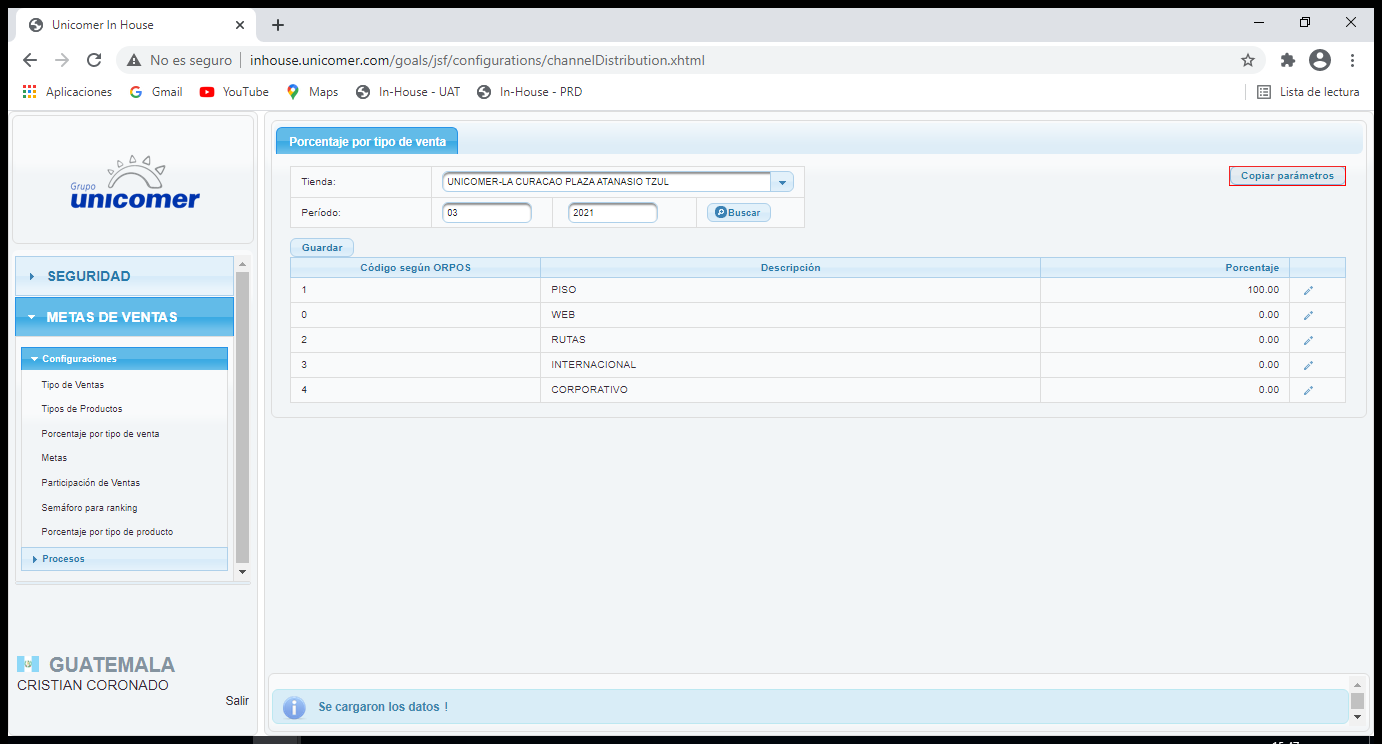 Unicomer In House
No es seguro inhouse.unicomer.com/goals/jsf/configurations/channelDistribution.xhtml
Aplicaciones Gmail YouTube Maps In-House - UAT In-House - PRD Lista de lectura
Grupo
unicomer
SEGURIDAD
METAS DE VENTAS
Configuraciones
Tipo de Ventas
Tipos de Productos
Porcentaje por tipo de venta
Metas
Participación de Ventas
Semáforo para ranking
Porcentaje por tipo de producto
Procesos
GUATEMALA
CRISTIAN CORONADO
Salir
Porcentaje por tipo de venta
Tienda: UNICOMER-LA CURACAO PLAZA ATANASIO TZUL Copiar parámetros
Período: 03 2021 Buscar
Guardar
Código según ORPOS Descripción Porcentaje
1 PISO 100.00
0 WEB 0.00
2 RUTAS 0.00
3 INTERNACIONAL 0.00
4 CORPORATIVO 0.00
Se cargaron los datos !